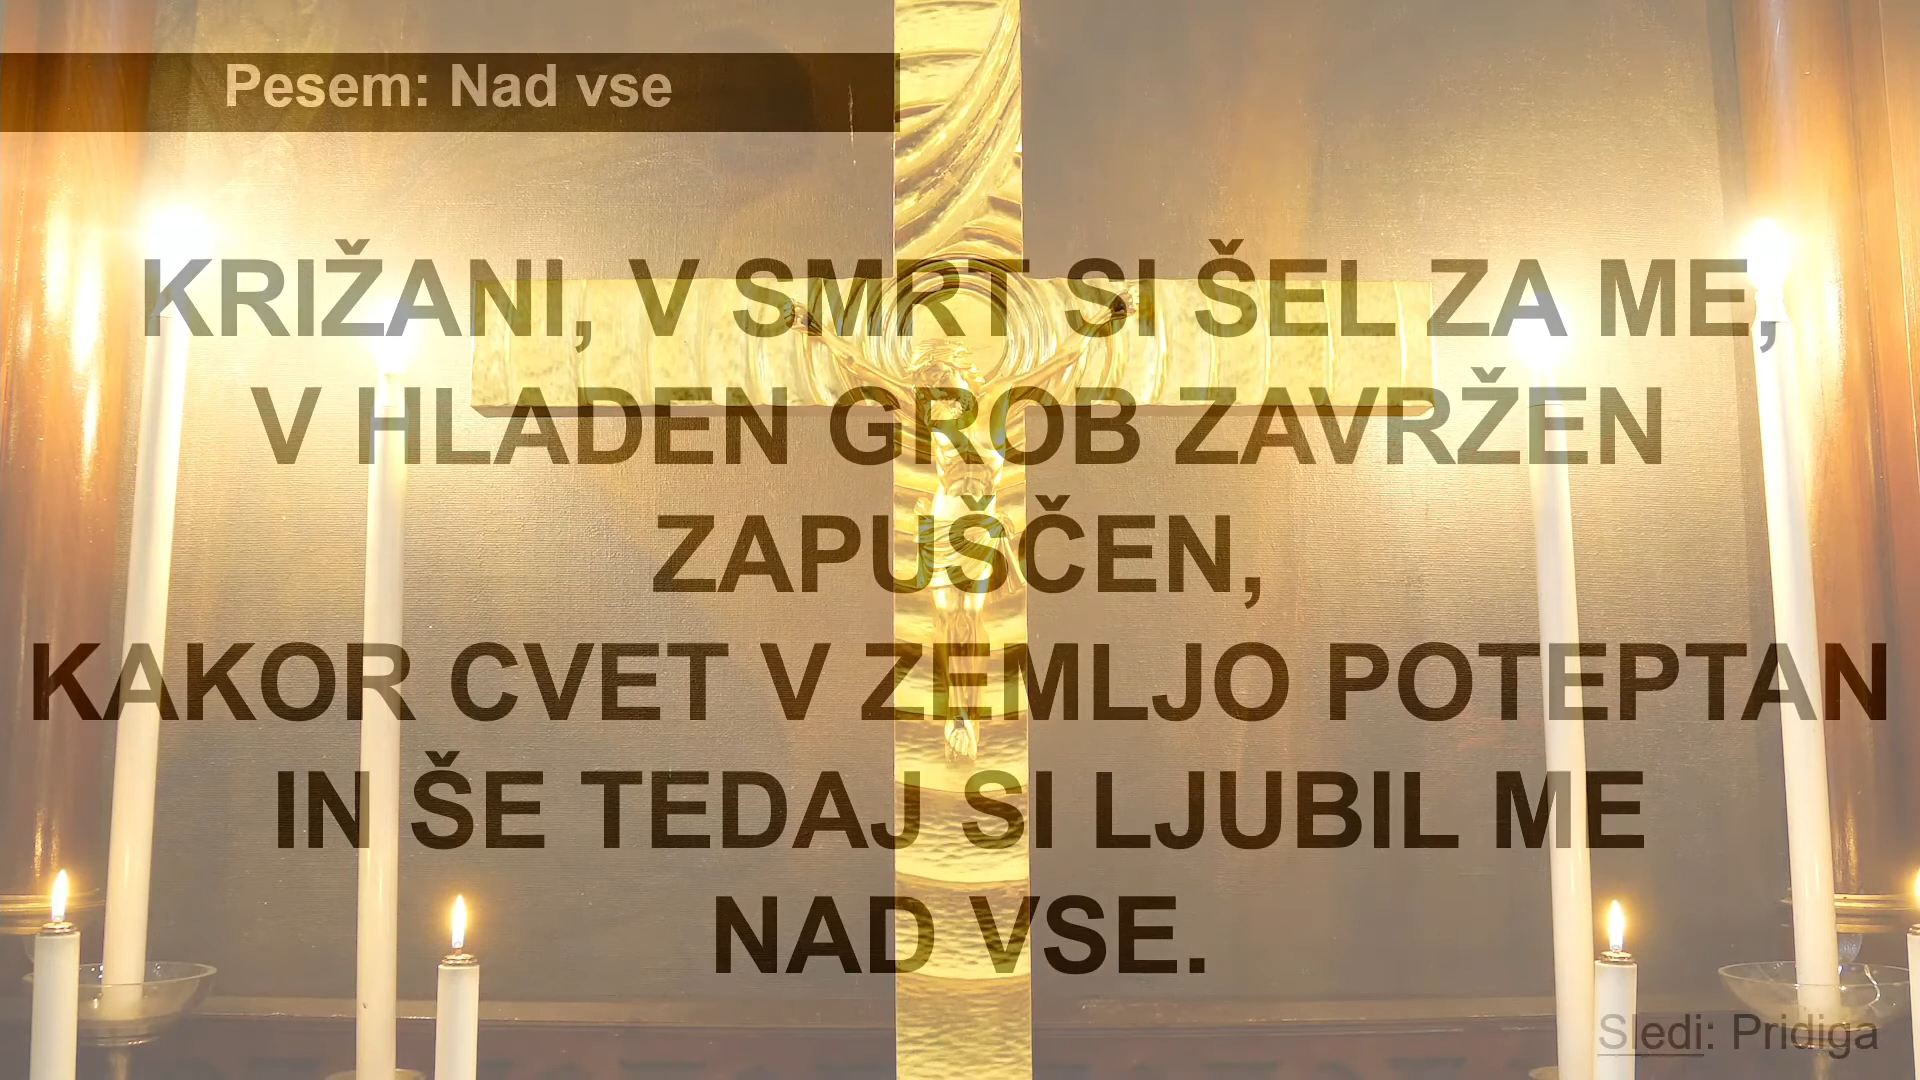 Pesem: Nad vse
KRIŽANI, V SMRT SI ŠEL ZA ME,
V HLADEN GROB ZAVRŽEN
ZAPUŠČEN,
KAKOR CVET V ZEMLJO POTEPTAN
IN ŠE TEDAJ SI LJUBIL ME
NAD VSE.
Sledi: Pridiga